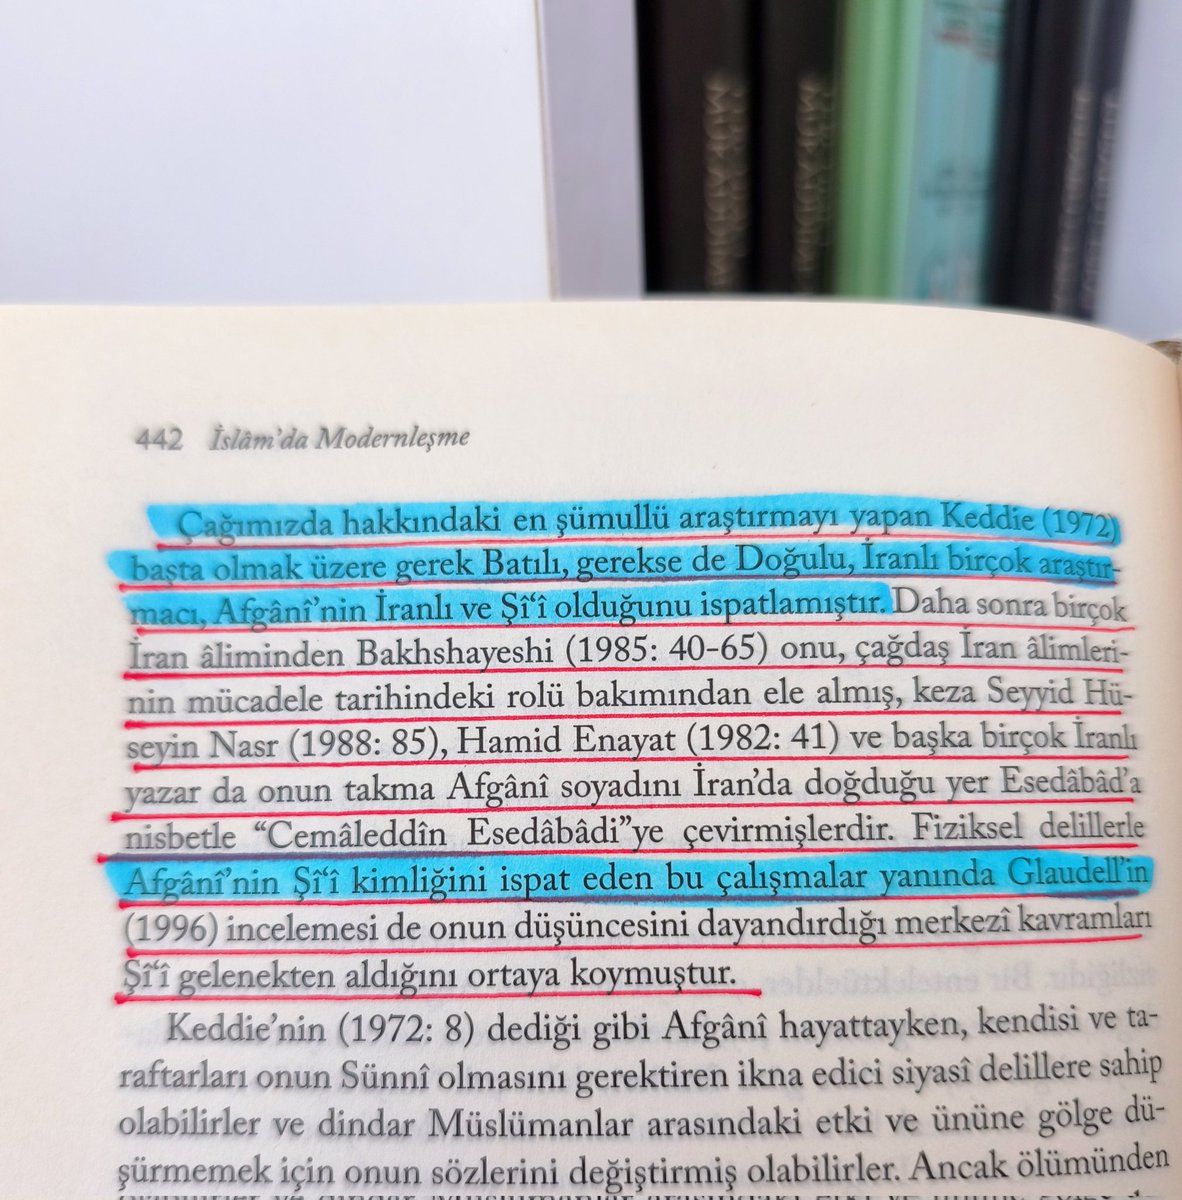 442 İslâm'da Modernleşme
Çağımızda hakkındaki en şümullü araştırmayı yapan Keddie (1972)
başta olmak üzere gerek Batılı, gerekse de Doğulu, İranlı birçok araştır-
macı, Afgânî'nin İranlı ve Şî'î olduğunu ispatlamıştır. Daha sonra birçok
İran âliminden Bakhshayeshi (1985: 40-65) onu, çağdaş İran âlimleri-
nin mücadele tarihindeki rolü bakımından ele almış, keza Seyyid Hü-
seyin Nasr (1988: 85), Hamid Enayat (1982: 41) ve başka birçok İranlı
yazar da onun takma Afgânî soyadını İran'da doğduğu yer Esedâbâd'a
nisbetle “Cemâleddîn Esedâbâdi”ye çevirmişlerdir. Fiziksel delillerle
Afgânî'nin Şî'î kimliğini ispat eden bu çalışmalar yanında Glaudell'in
(1996) incelemesi de onun düşüncesini dayandırdığı merkezî kavramları
Şî'î gelenekten aldığını ortaya koymuştur.
Keddie'nin (1972: 8) dediği gibi Afgânî hayattayken, kendisi ve ta-
raftarları onun Sünnî olmasını gerektiren ikna edici siyasî delillere sahip
olabilirler ve dindar Müslümanlar arasındaki etki ve ününe gölge dü-
şürmemek için onun sözlerini değiştirmiş olabilirler. Ancak ölümünden